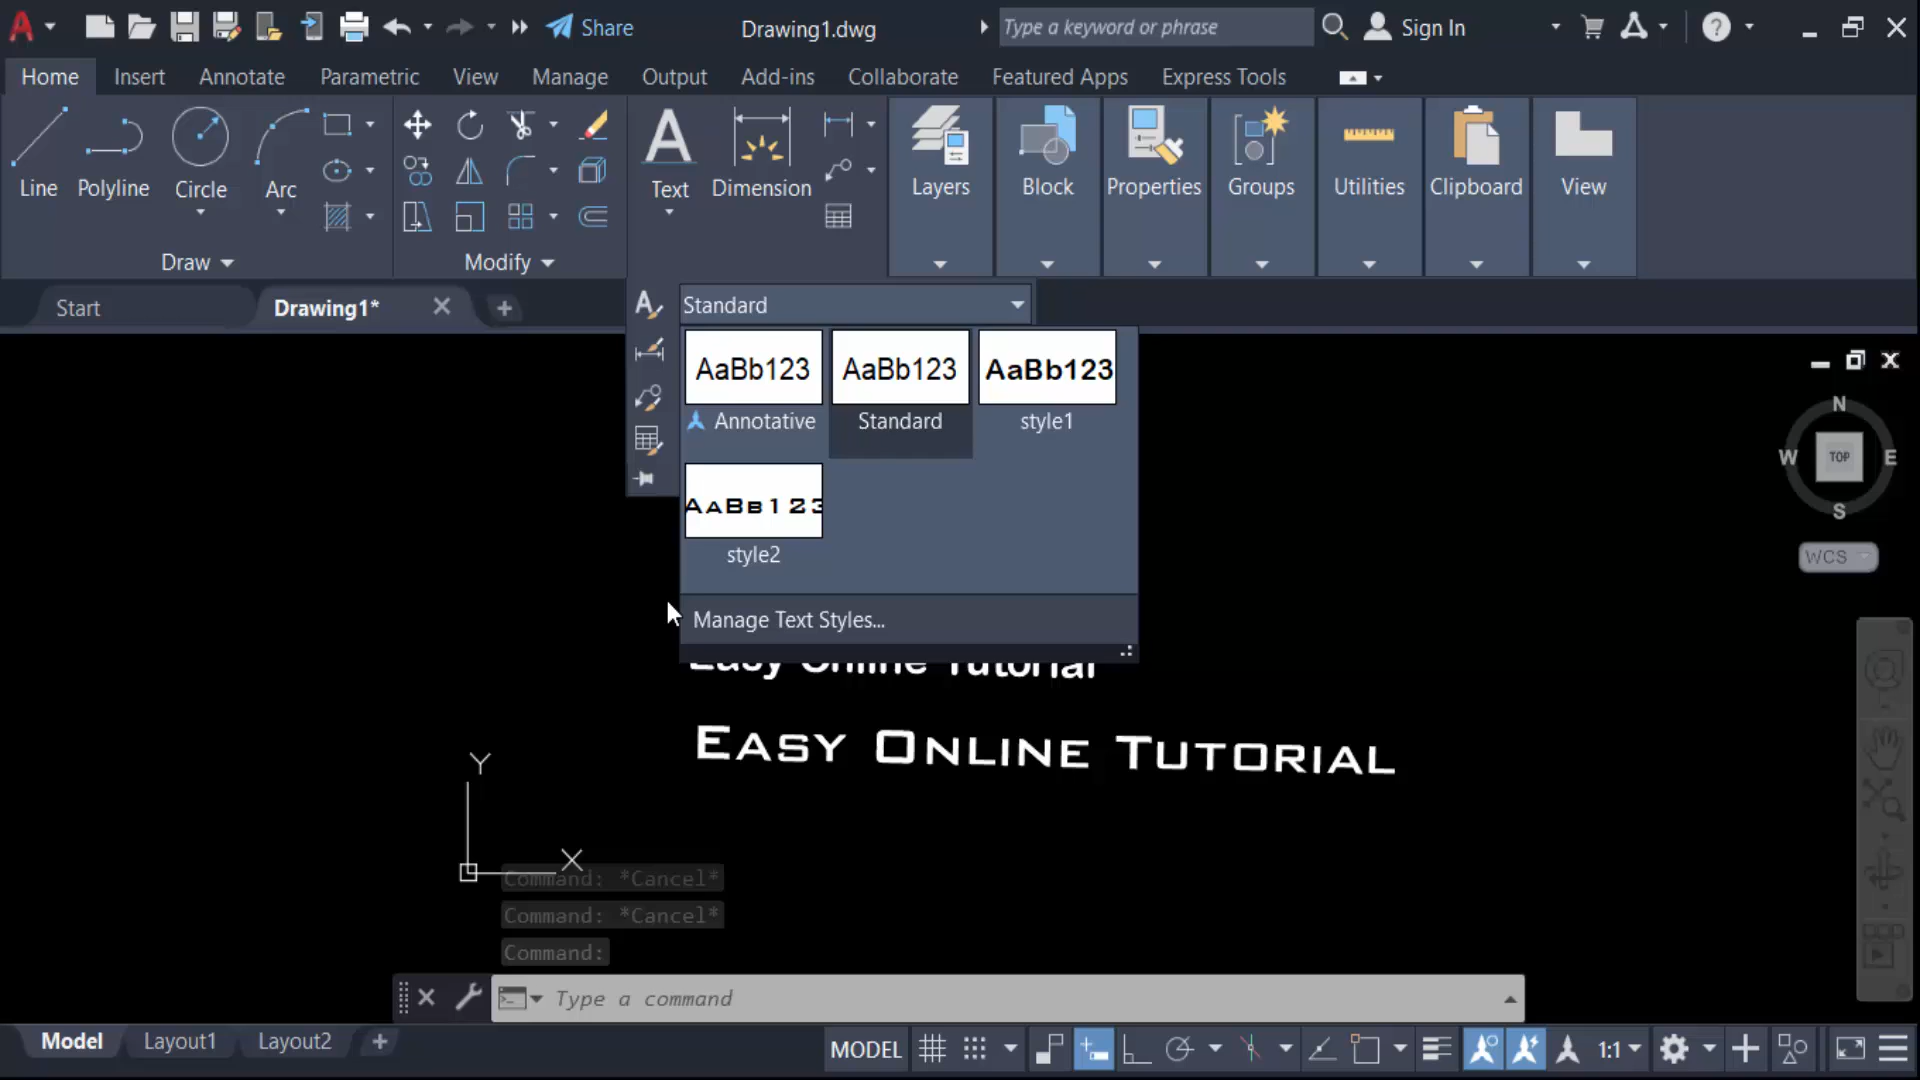 Share
Drawing1.dwg
Type a keyword or phrase
Sign In
Home
Insert
Annotate
Parametric
View
Manage
Output
Add-ins
Collaborate
Featured Apps
Express Tools
Line
Polyline
Circle
Arc
Text
Dimension
Layers
Block
Properties
Groups
Utilities
Clipboard
View
Draw
Modify
Start
Drawing1*
Standard
AaBb123
AaBb123
AaBb123
Annotative
Standard
style1
AaBb123
style2
Manage Text Styles...
Easy Online Tutorial
Easy Online Tutorial
N
W
TOP
E
S
WCS
Y
X
Command: *Cancel*
Command: *Cancel*
Command:
Type a command
Model
Layout1
Layout2
MODEL
1:1